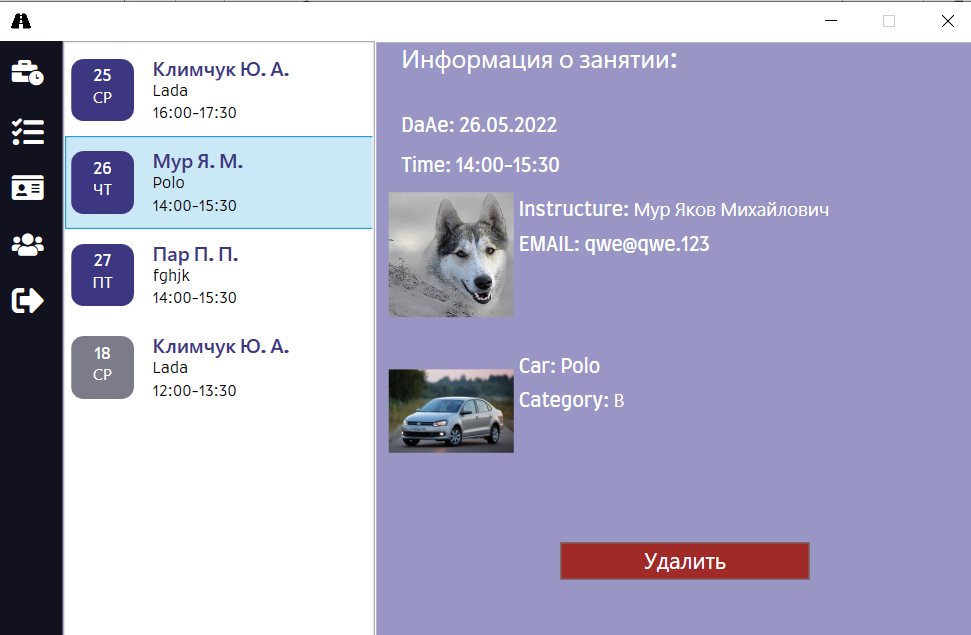 25
СР
Климчук Ю. А.
Lada
16:00-17:30
26
ЧТ
Мур Я. М.
Polo
14:00-15:30
27
ПТ
Пар П. П.
fghjk
14:00-15:30
18
СР
Климчук Ю. А.
Lada
12:00-13:30
Информация о занятии:
DaAe: 26.05.2022
Time: 14:00-15:30
Instructure: Мур Яков Михайлович
EMAIL: qwe@qwe.123
Car: Polo
Category: B
Удалить